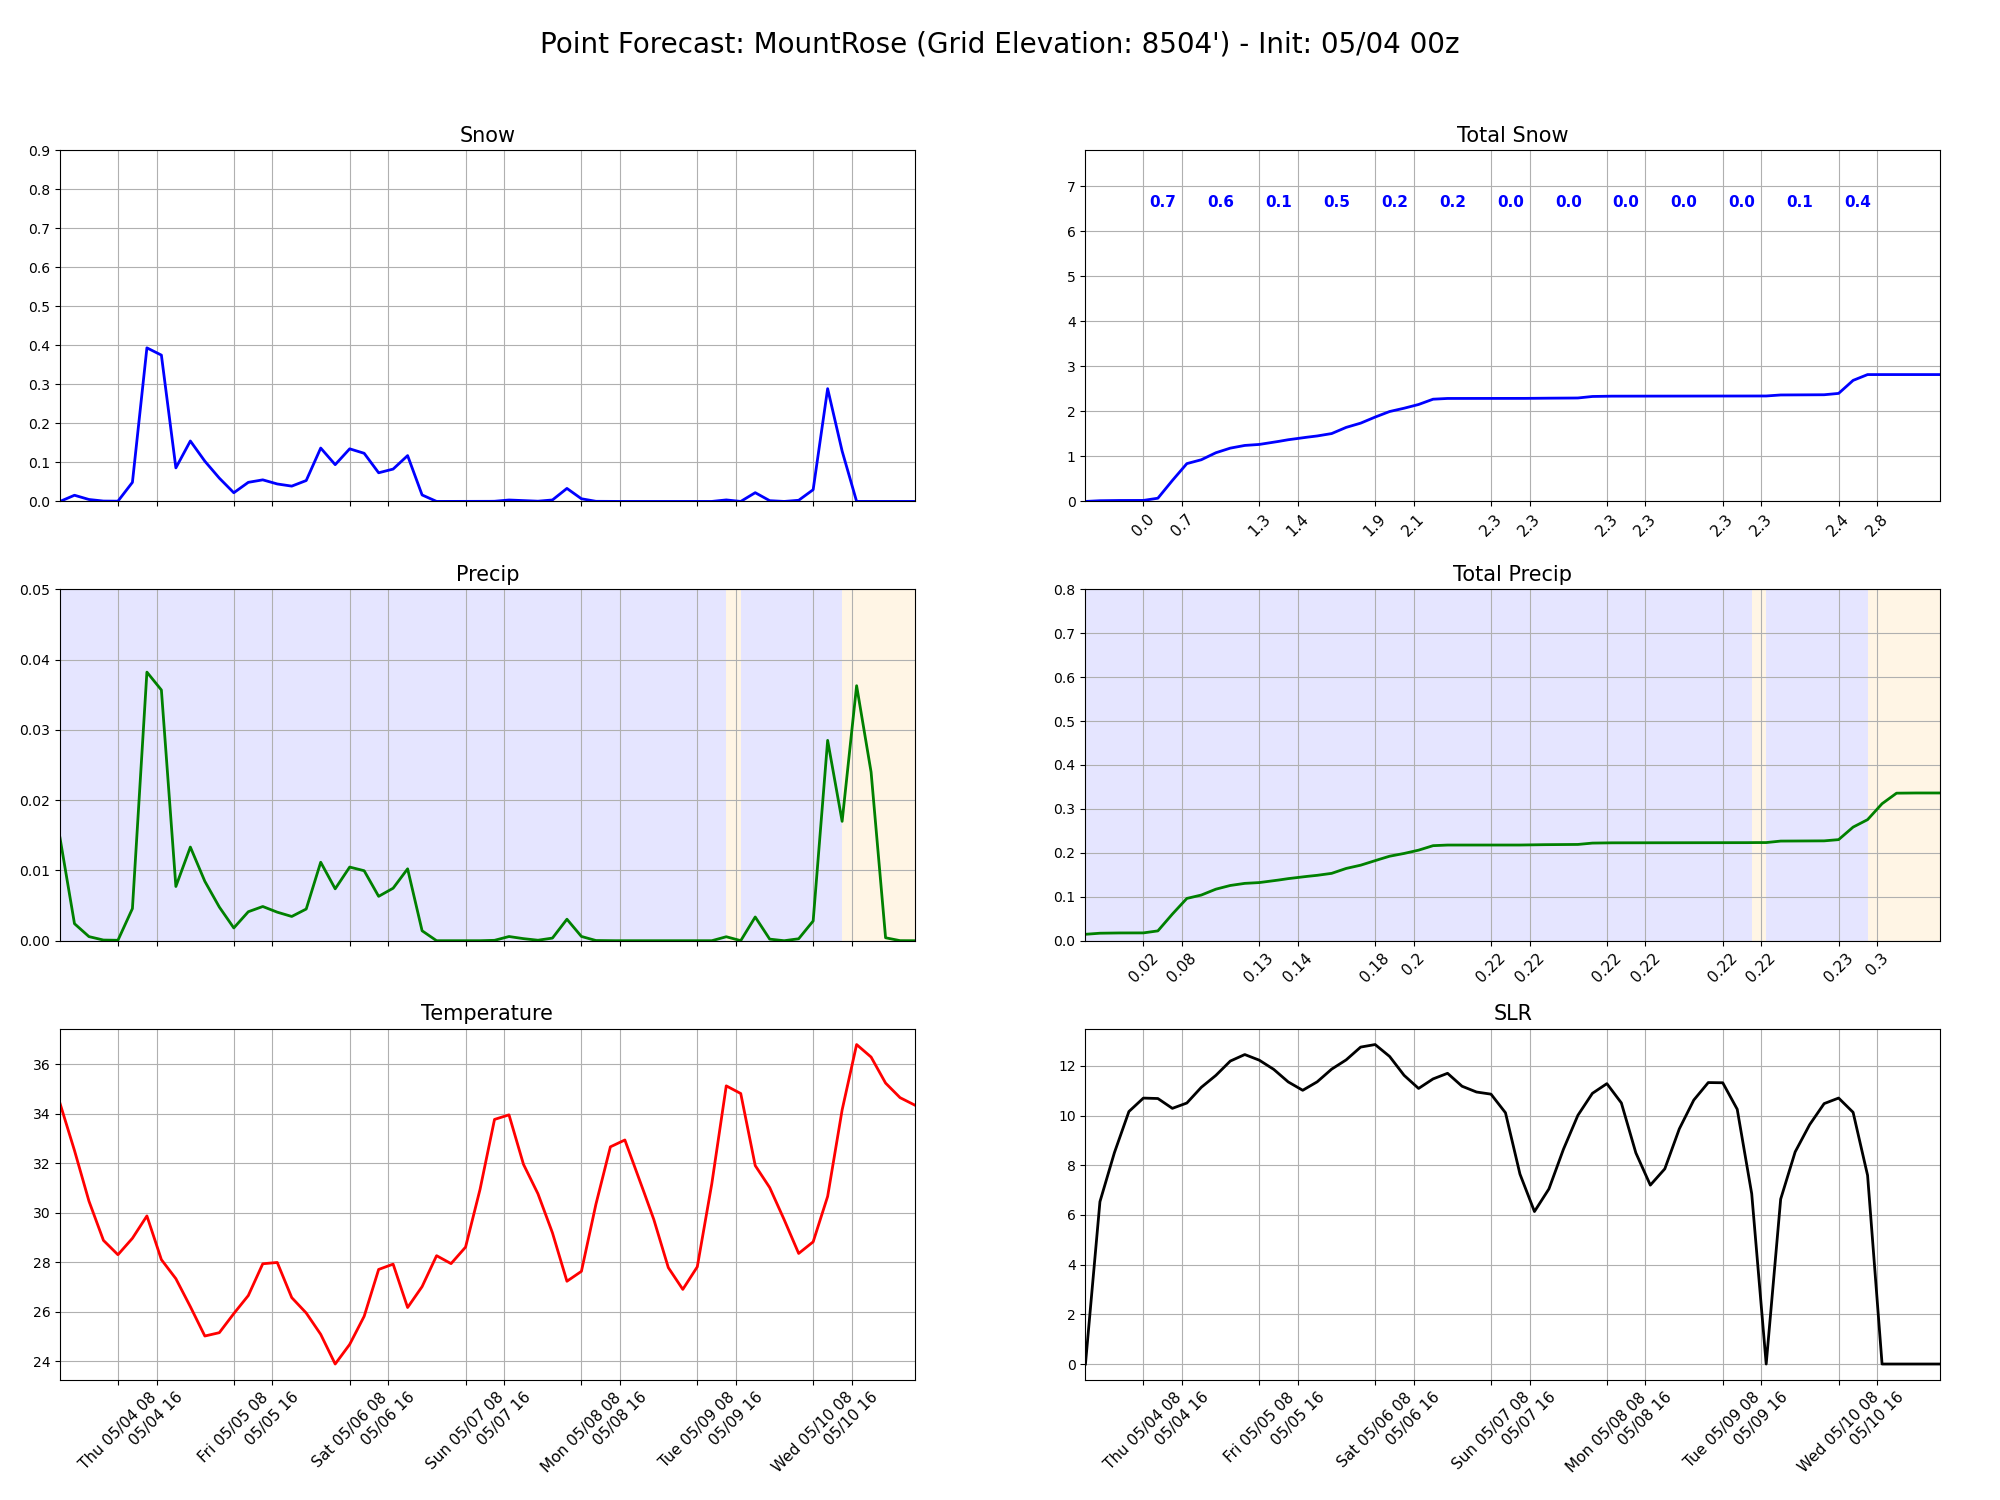 Point Forecast: MountRose (Grid Elevation: 8504') - Init: 05/04 00z
Snow
0.9
0.8
0.7
0.6
0.5
0.4
0.3
0.2
0.1
0.0
Total Snow
7
6
5
4
3
2
1
0
0.7 0.6 0.1 0.5 0.2 0.2 0.0 0.0 0.0 0.0 0.0 0.1 0.4
0.0 0.7 1.3 1.4 1.9 2.1 2.3 2.3 2.3 2.3 2.3 2.3 2.4 2.8
Precip
0.05
0.04
0.03
0.02
0.01
0.00
Total Precip
0.8
0.7
0.6
0.5
0.4
0.3
0.2
0.1
0.0
0.02 0.08 0.13 0.14 0.18 0.2 0.22 0.22 0.22 0.22 0.22 0.22 0.23 0.3
Temperature
36
34
32
30
28
26
24
Thu 05/04 08
05/04 16
Fri 05/05 08
05/05 16
Sat 05/06 08
05/06 16
Sun 05/07 08
05/07 16
Mon 05/08 08
05/08 16
Tue 05/09 08
05/09 16
Wed 05/10 08
05/10 16
SLR
12
10
8
6
4
2
0
Thu 05/04 08
05/04 16
Fri 05/05 08
05/05 16
Sat 05/06 08
05/06 16
Sun 05/07 08
05/07 16
Mon 05/08 08
05/08 16
Tue 05/09 08
05/09 16
Wed 05/10 08
05/10 16